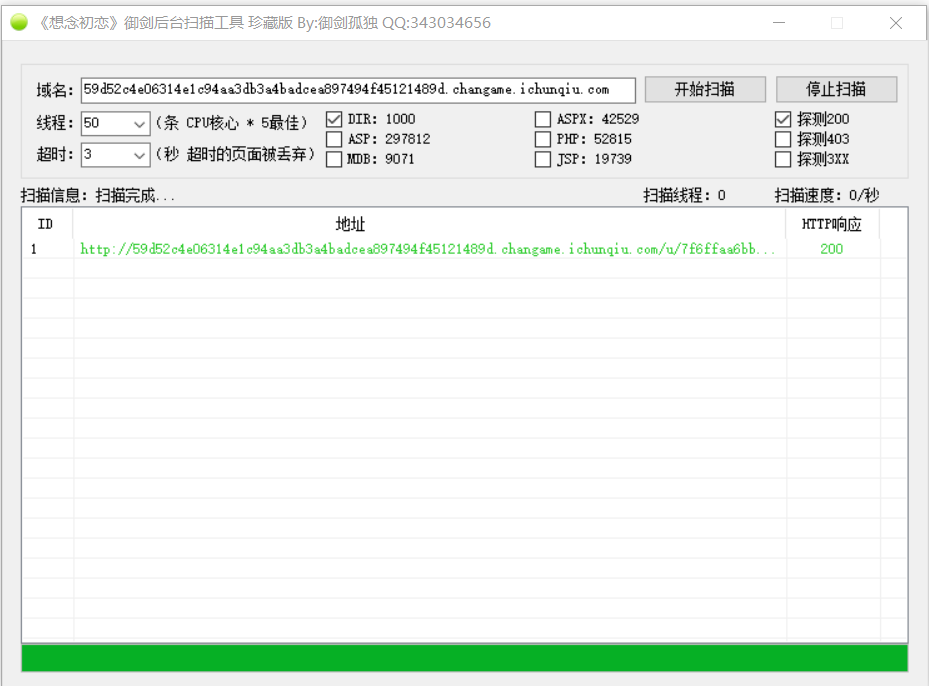 《想念初恋》御剑后台扫描工具 珍藏版 By:御剑孤独 QQ:343034656
域名: 59d52c4e06314e1c94aa3db3a4badcea897494f45121489d.changame.ichunqiu.com 开始扫描 停止扫描
线程: 50 (条 CPU核心 * 5最佳) DIR: 1000 ASPX: 42529 探测200
ASP: 297812 PHP: 52815 探测403
超时: 3 (秒 超时的页面被丢弃) MDB: 9071 JSP: 19739 探测3XX
扫描信息: 扫描完成... 扫描线程: 0 扫描速度: 0/秒
ID 地址 HTTP响应
1 http://59d52c4e06314e1c94aa3db3a4badcea897494f45121489d.changame.ichunqiu.com/u/7f6ffaa6bb... 200